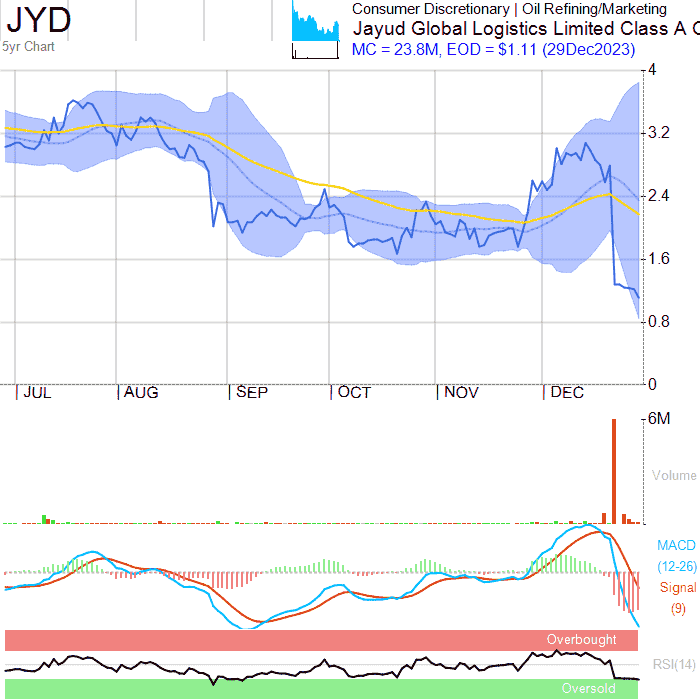 JYD
5yr Chart
Consumer Discretionary | Oil Refining/Marketing
Jayud Global Logistics Limited Class A
MC = 23.8M, EOD = $1.11 (29Dec2023)
4
3.2
2.4
1.6
0.8
0
JUL AUG SEP OCT NOV DEC
6M
Volume
MACD
(12-26)
Signal
(9)
Overbought
RSI(14)
Oversold